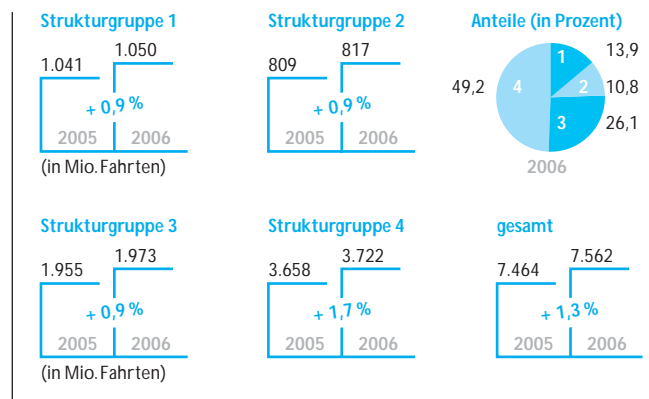 Strukturgruppe 1
1.041
1.050
+ 0,9 %
2005 2006
(in Mio. Fahrten)
Strukturgruppe 2
809
817
+ 0,9 %
2005 2006
Anteile (in Prozent)
1
13,9
2
10,8
3
26,1
4
49,2
2006
Strukturgruppe 3
1.955
1.973
+ 0,9 %
2005 2006
(in Mio. Fahrten)
Strukturgruppe 4
3.658
3.722
+ 1,7 %
2005 2006
gesamt
7.464
7.562
+ 1,3 %
2005 2006